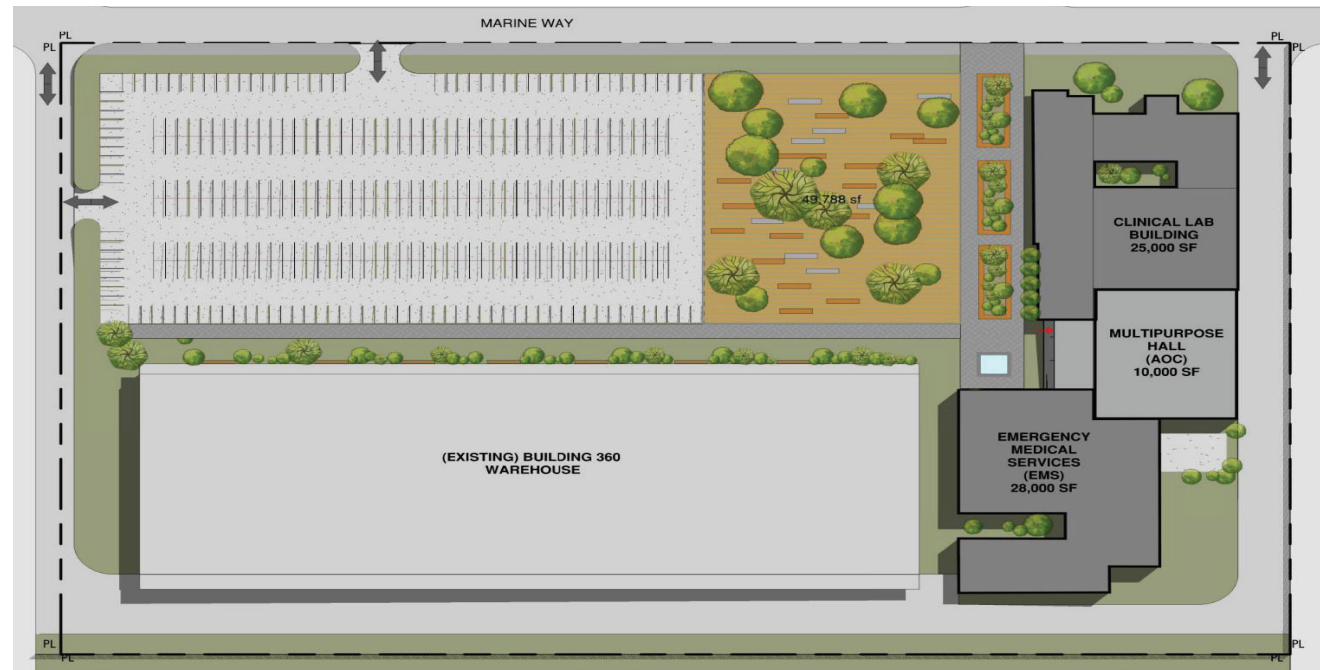 MARINE WAY
PL
PL
PL
PL
49,788 sf
CLINICAL LAB
BUILDING
25,000 SF
MULTIPURPOSE
HALL
(AOC)
10,000 SF
(EXISTING) BUILDING 360
WAREHOUSE
EMERGENCY
MEDICAL
SERVICES
(EMS)
28,000 SF
PL
PL
PL
PL